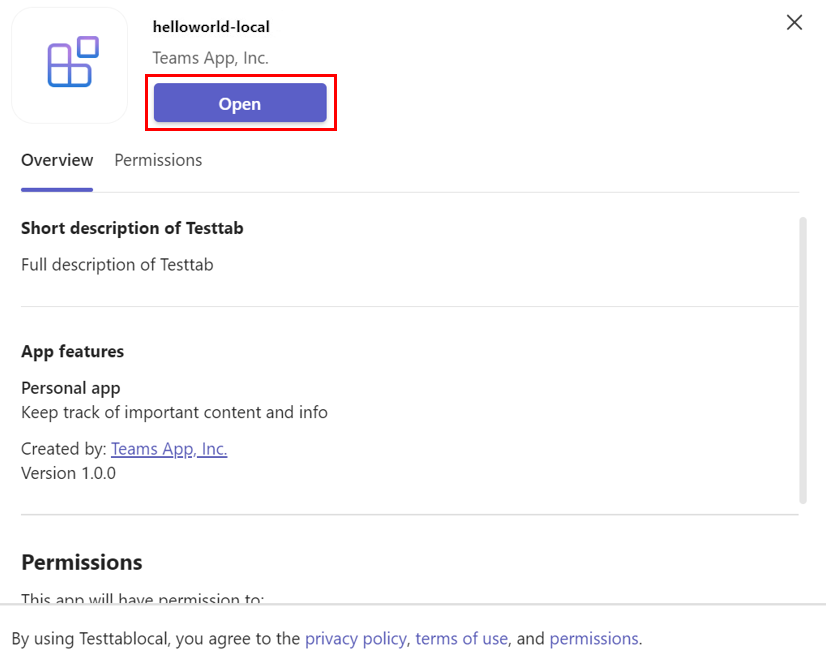 helloworld-local
Teams App, Inc.
Open
Overview Permissions
Short description of Testtab
Full description of Testtab
App features
Personal app
Keep track of important content and info
Created by: Teams App, Inc.
Version 1.0.0
Permissions
This app will have permission to:
By using Testtablocal, you agree to the privacy policy, terms of use, and permissions.